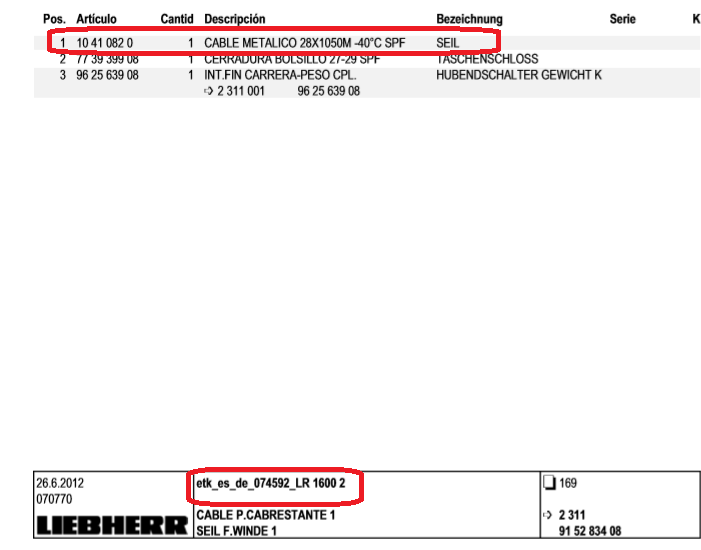 Pos. Artículo Cantid Descripción Bezeichnung Serie K
1 10 41 082 0 1 CABLE METALICO 28X1050M -40°C SPF SEIL
2 77 39 399 08 1 CERRADURA BOLSILLO 27-29 SPF TASCHENSCHLOSS
3 96 25 639 08 1 INT.FIN CARRERA-PESO CPL. HUBENDSCHALTER GEWICHT K
➩ 2 311 001 96 25 639 08
26.6.2012 etk_es_de_074592_LR 1600 2 169
070770
CABLE P.CABRESTANTE 1 ➩ 2 311
LIEBHERR SEIL F.WINDE 1 91 52 834 08